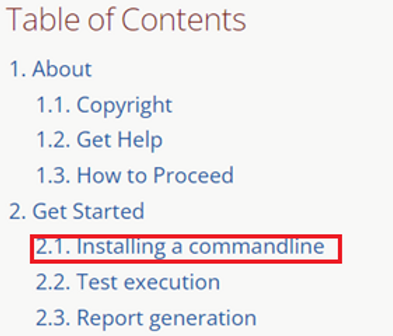 Table of Contents
1. About
1.1. Copyright
1.2. Get Help
1.3. How to Proceed
2. Get Started
2.1. Installing a commandline
2.2. Test execution
2.3. Report generation